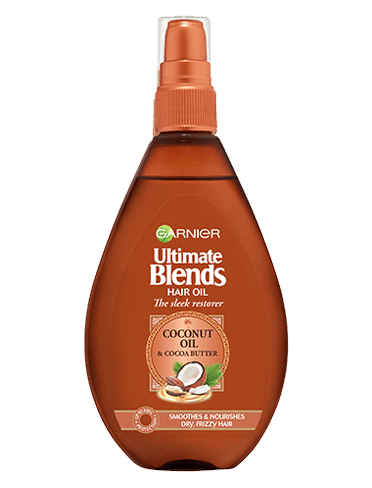 GARNIER
Ultimate
Blends
HAIR OIL
The sleek restorer
COCONUT
OIL
& COCOA BUTTER
SMOOTHES & NOURISHES
DRY, FRIZZY HAIR